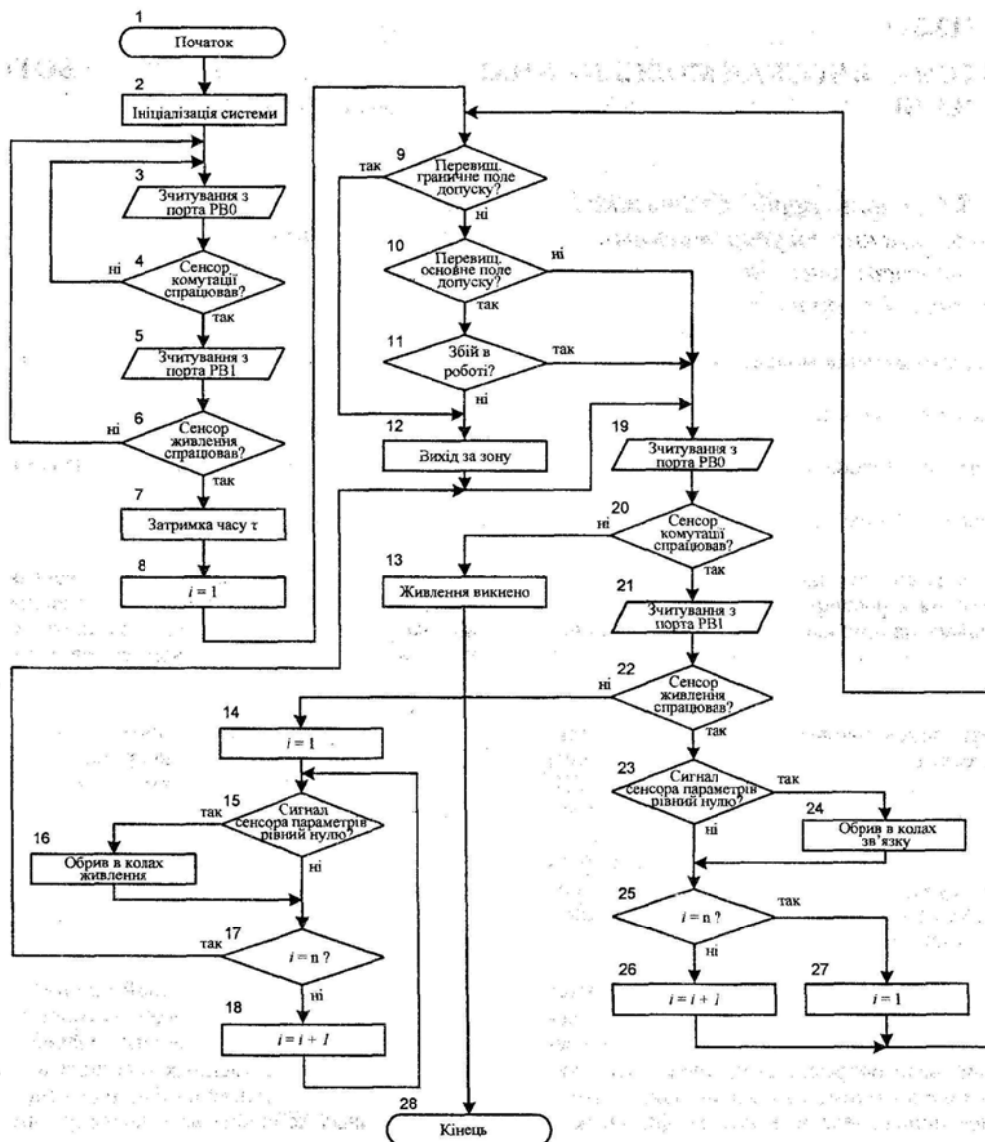 1
Початок
2
Ініціалізація системи
3
Зчитування з
порта PB0
ні
4
Сенсор
комутації
спрацював?
так
5
Зчитування з
порта PB1
ні
6
Сенсор
живлення
спрацював?
так
7
Затримка часу τ
8
i = 1
так
9
Перевищ.
граничне поле
допуску?
ні
10
Перевищ.
основне поле
допуску?
ні
так
11
Збій в
роботі?
так
ні
12
Вихід за зону
13
Живлення викнено
14
i = 1
так
15
Сигнал
сенсора параметрів
рівний нулю?
ні
16
Обрив в колах
живлення
так
17
i = n ?
ні
18
i = i + 1
19
Зчитування з
порта PB0
ні
20
Сенсор
комутації
спрацював?
так
21
Зчитування з
порта PB1
ні
22
Сенсор
живлення
спрацював?
так
23
Сигнал
сенсора параметрів
рівний нулю?
так
ні
24
Обрив в колах
зв’язку
25
i = n ?
так
ні
26
i = i + 1
27
i = 1
28
Кінець